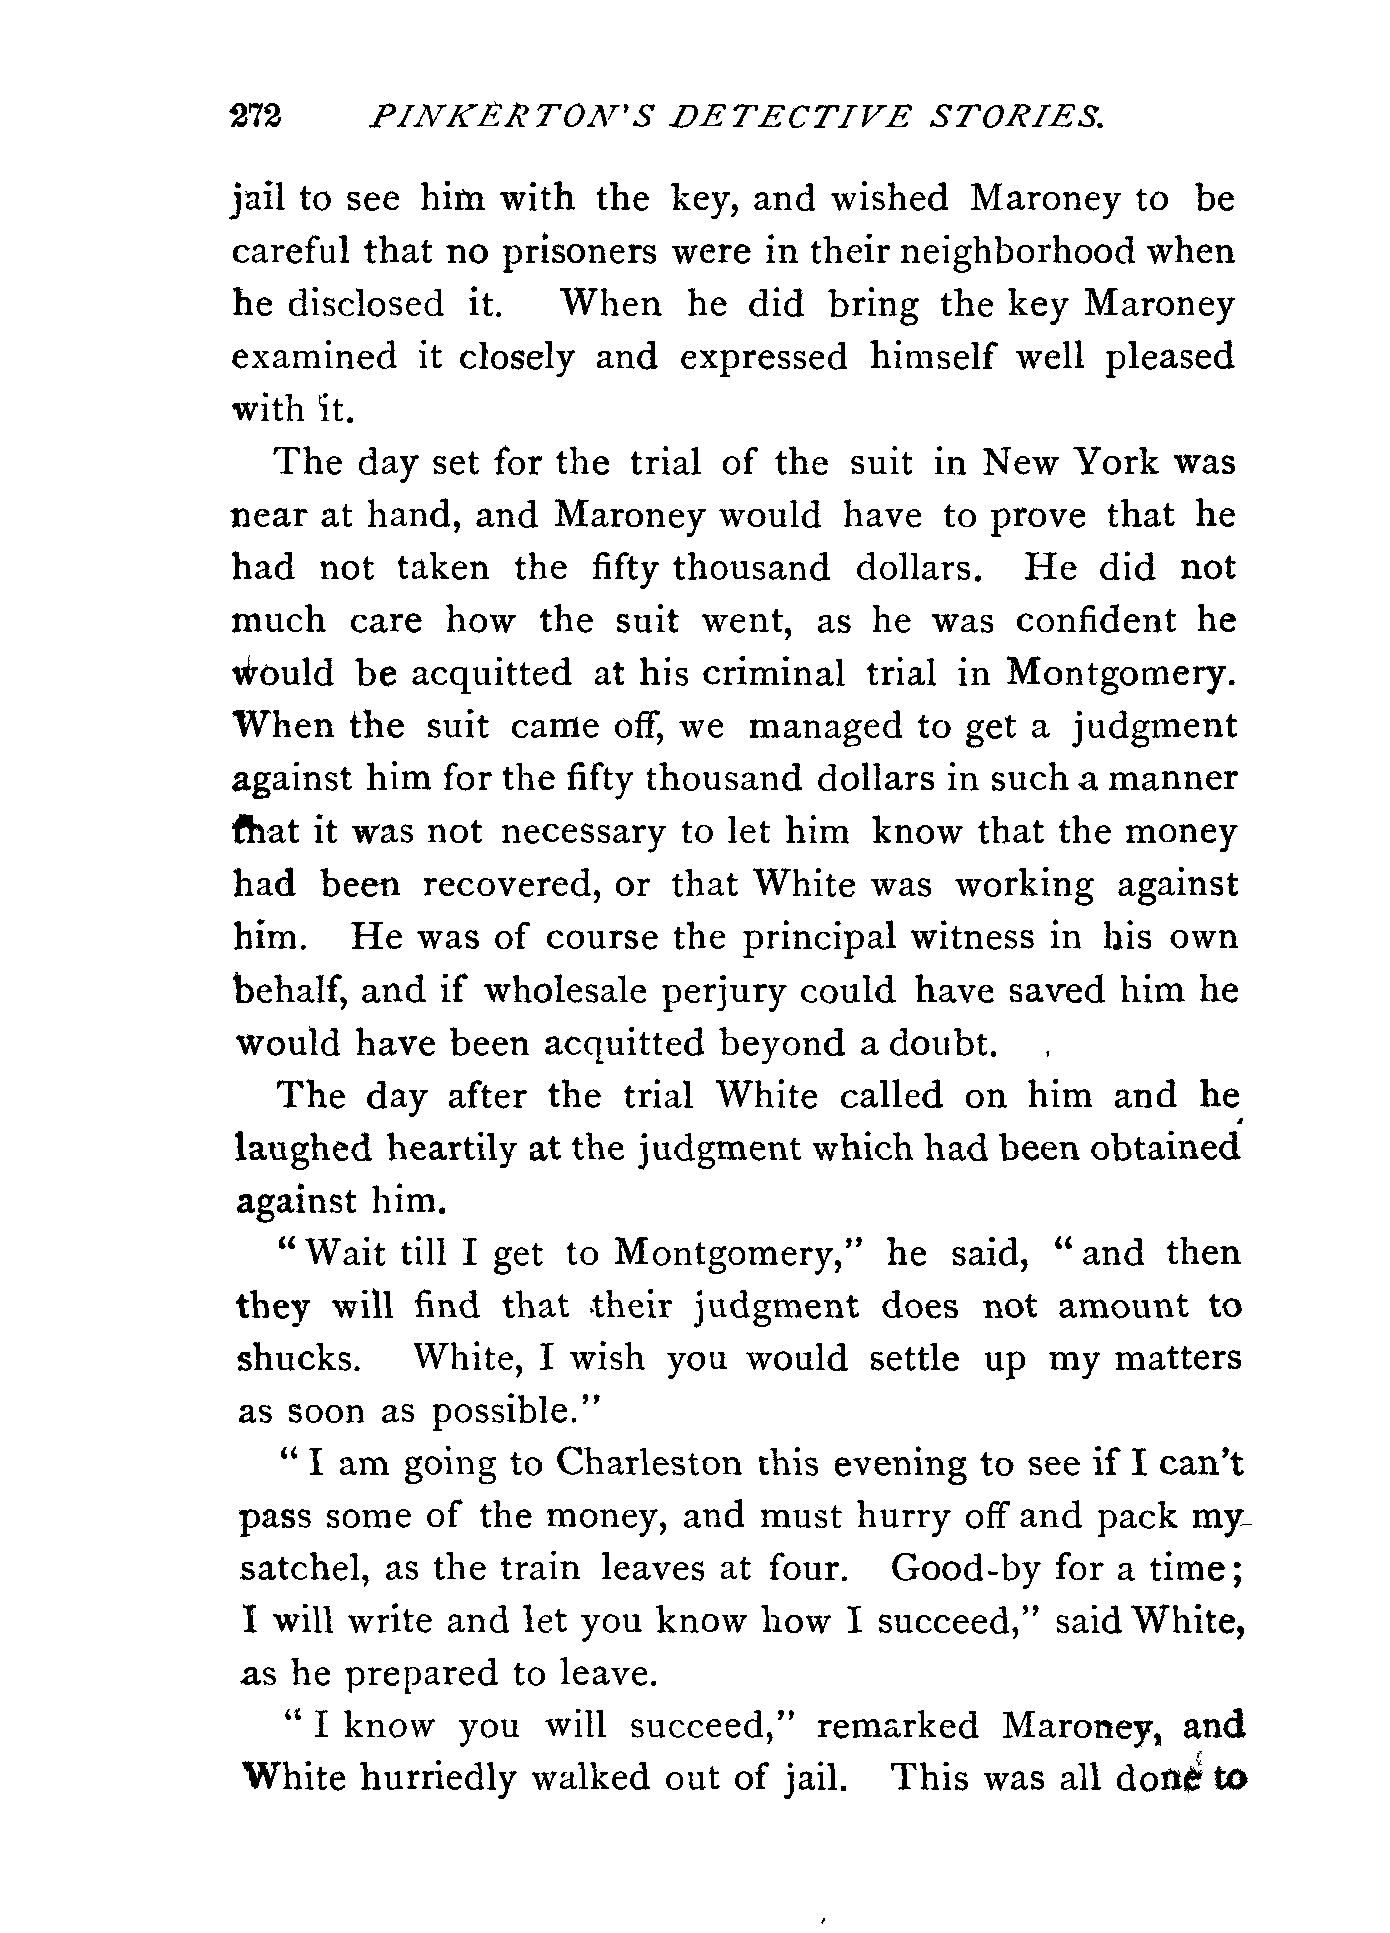 272 PINKERTON'S DETECTIVE STORIES.
jail to see him with the key, and wished Maroney to be
careful that no prisoners were in their neighborhood when
he disclosed it. When he did bring the key Maroney
examined it closely and expressed himself well pleased
with it.
The day set for the trial of the suit in New York was
near at hand, and Maroney would have to prove that he
had not taken the fifty thousand dollars. He did not
much care how the suit went, as he was confident he
would be acquitted at his criminal trial in Montgomery.
When the suit came off, we managed to get a judgment
against him for the fifty thousand dollars in such a manner
that it was not necessary to let him know that the money
had been recovered, or that White was working against
him. He was of course the principal witness in his own
behalf, and if wholesale perjury could have saved him he
would have been acquitted beyond a doubt.
The day after the trial White called on him and he
laughed heartily at the judgment which had been obtained
against him.
"Wait till I get to Montgomery," he said, "and then
they will find that their judgment does not amount to
shucks. White, I wish you would settle up my matters
as soon as possible."
"I am going to Charleston this evening to see if I can't
pass some of the money, and must hurry off and pack my
satchel, as the train leaves at four. Good-by for a time;
I will write and let you know how I succeed," said White,
as he prepared to leave.
"I know you will succeed," remarked Maroney, and
White hurriedly walked out of jail. This was all done to